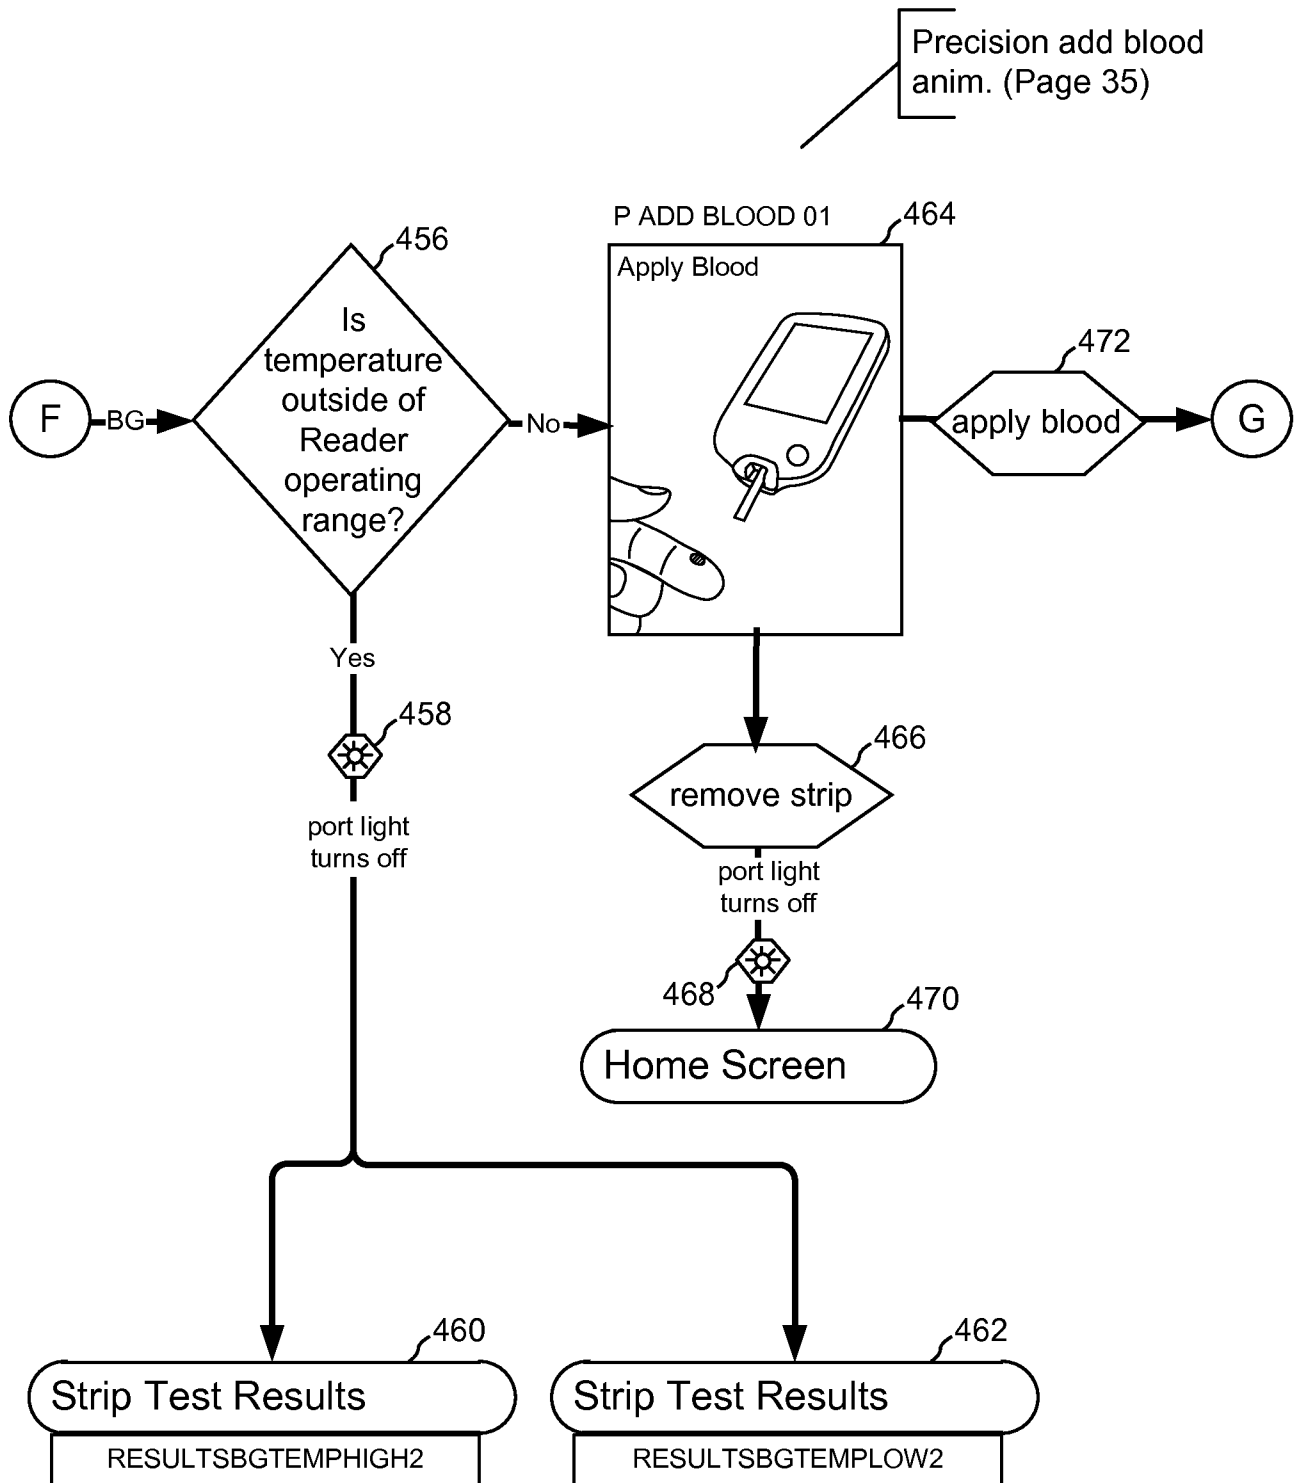 Precision add blood
anim. (Page 35)
P ADD BLOOD 01
464
456
Apply Blood
Is
temperature
outside of
Reader
operating
range?
472
F
BG
No
apply blood
G
Yes
458
466
remove strip
port light
turns off
port light
turns off
468
470
Home Screen
460
462
Strip Test Results
Strip Test Results
RESULTSBGTEMPHIGH2
RESULTSBGTEMPLOW2